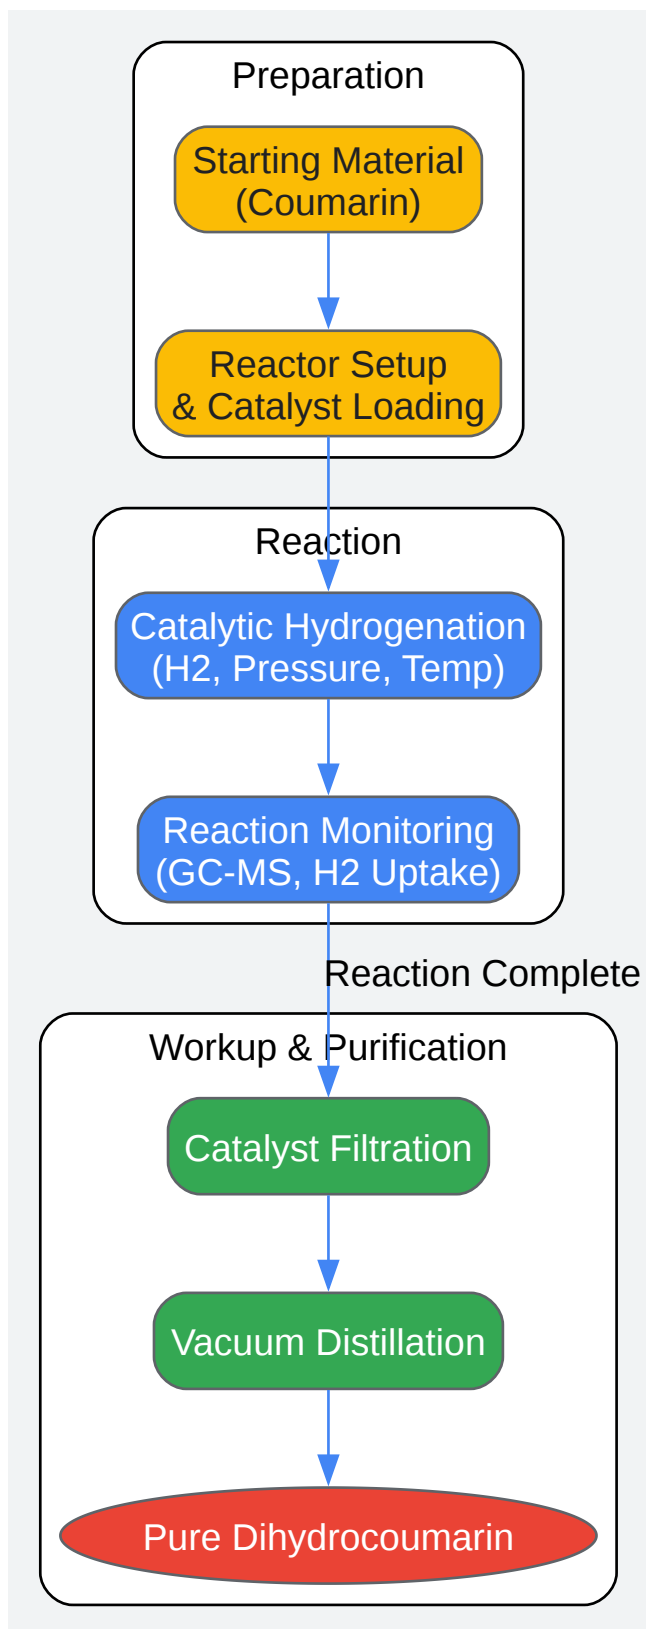 Preparation
Starting Material
(Coumarin)
Reactor Setup
& Catalyst Loading
Reaction
Catalytic Hydrogenation
(H2, Pressure, Temp)
Reaction Monitoring
(GC-MS, H2 Uptake)
Reaction Complete
Workup & Purification
Catalyst Filtration
Vacuum Distillation
Pure Dihydrocoumarin